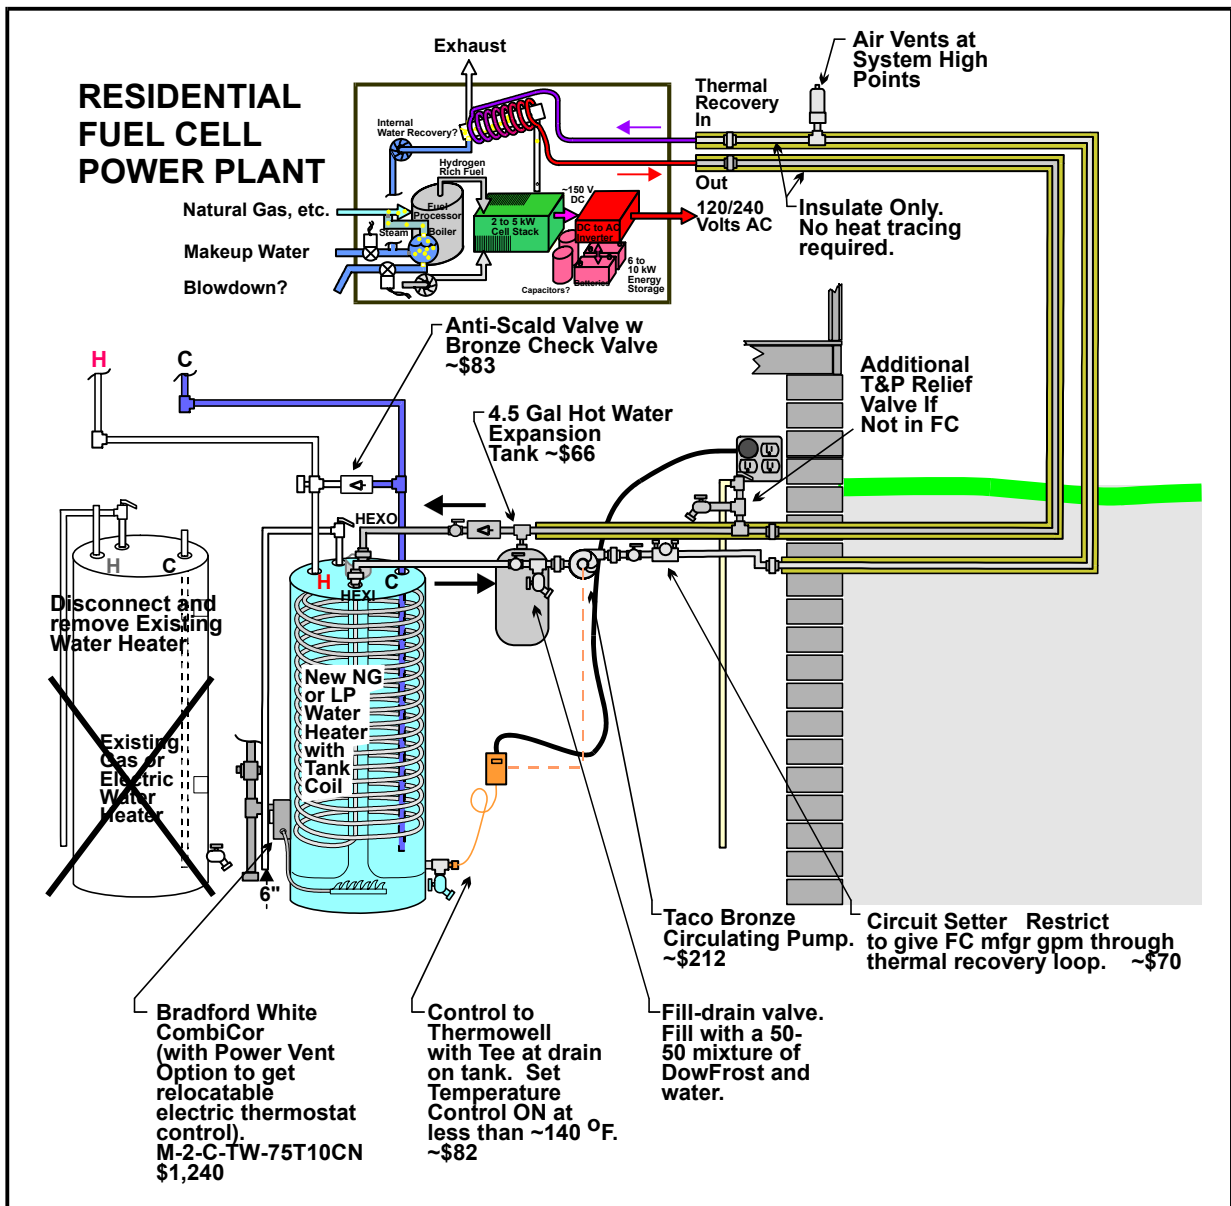 RESIDENTIAL
FUEL CELL
POWER PLANT
Exhaust
Internal
Water Recovery?
Hydrogen
Rich Fuel
Natural Gas, etc.
Fuel
Processor
Steam
Boiler
Makeup Water
Blowdown?
2 to 5 kW
Cell Stack
~150 V
DC
DC to AC
Inverter
Capacitors?
Batteries
6 to
10 kW
Energy
Storage
Thermal
Recovery
In
Out
120/240
Volts AC
Air Vents at
System High
Points
Insulate Only.
No heat tracing
required.
Anti-Scald Valve w
Bronze Check Valve
~$83
H
C
4.5 Gal Hot Water
Expansion
Tank ~$66
Additional
T&P Relief
Valve If
Not in FC
HEXO
HEXI
H
C
H
C
Disconnect and
remove Existing
Water Heater
Existing
Gas or
Electric
Water
Heater
New NG
or LP
Water
Heater
with
Tank
Coil
6"
Taco Bronze
Circulating Pump.
~$212
Circuit Setter Restrict
to give FC mfgr gpm through
thermal recovery loop. ~$70
Bradford White
CombiCor
(with Power Vent
Option to get
relocatable
electric thermostat
control).
M-2-C-TW-75T10CN
$1,240
Control to
Thermowell
with Tee at drain
on tank. Set
Temperature
Control ON at
less than ~140 °F.
~$82
Fill-drain valve.
Fill with a 50-
50 mixture of
DowFrost and
water.